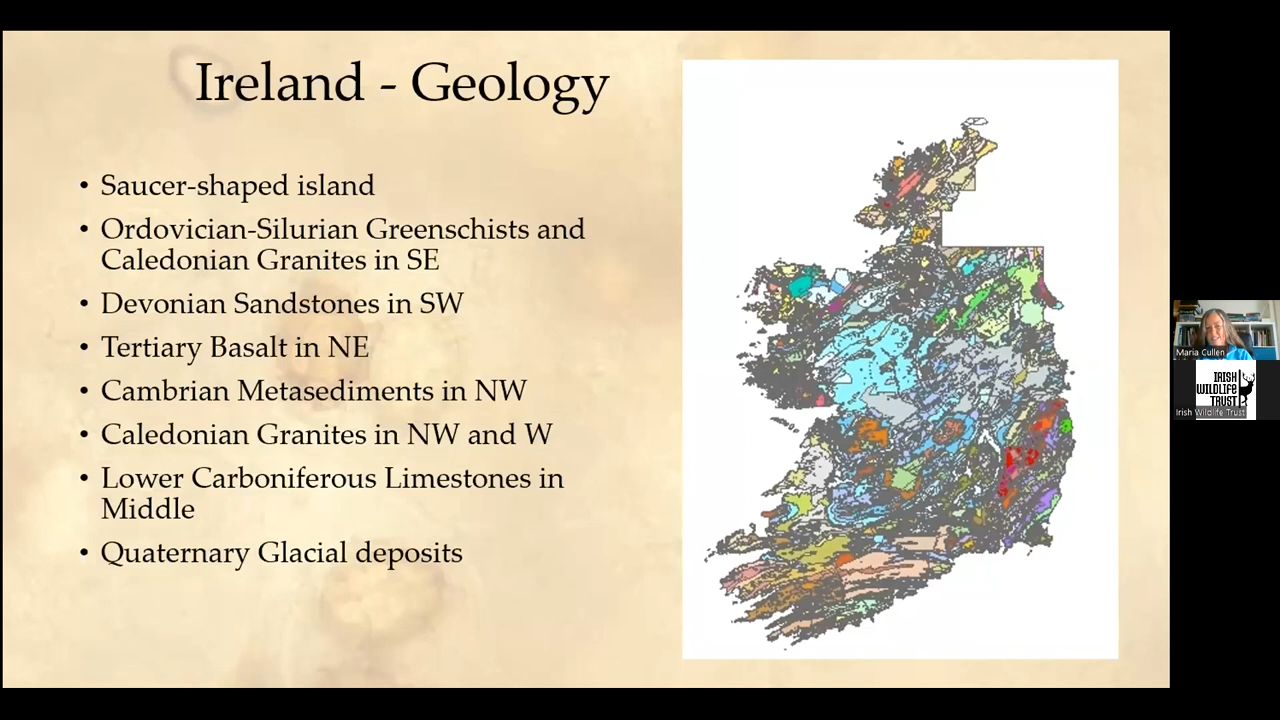 Ireland - Geology
• Saucer-shaped island
• Ordovician-Silurian Greenschists and
Caledonian Granites in SE
• Devonian Sandstones in SW
• Tertiary Basalt in NE
• Cambrian Metasediments in NW
• Caledonian Granites in NW and W
• Lower Carboniferous Limestones in
Middle
• Quaternary Glacial deposits
Maria Cullen
IRISH
WILDLIFE
TRUST
Irish Wildlife Trust